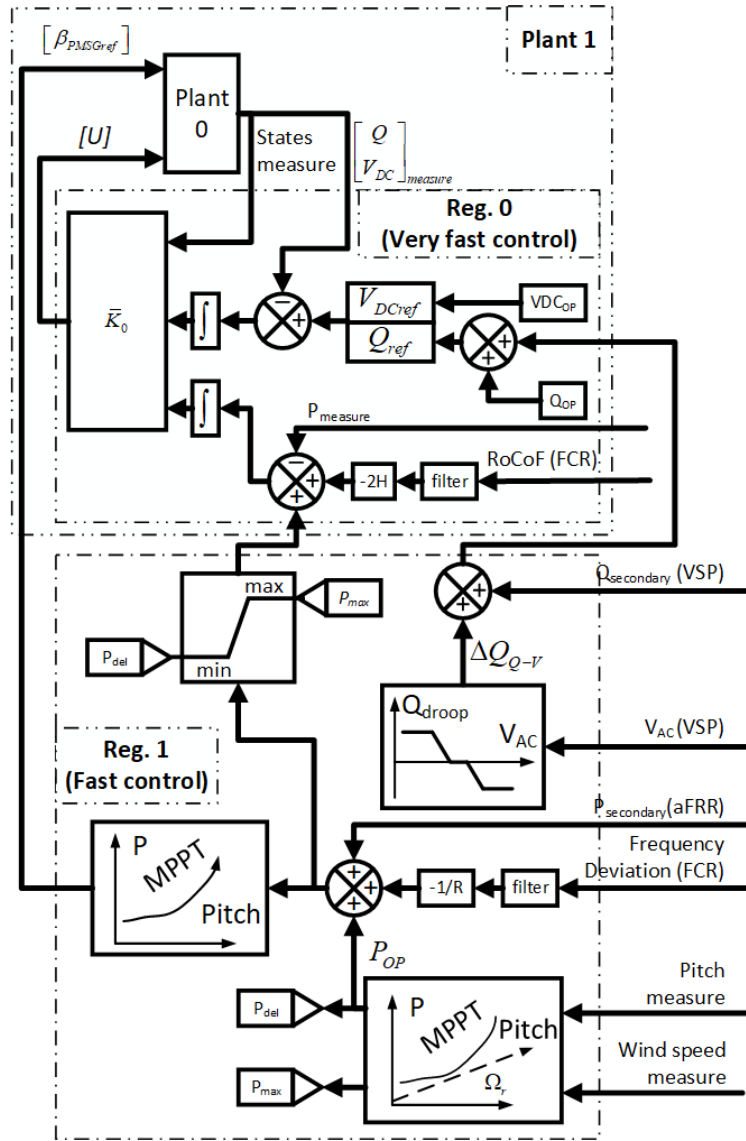 [β_PMSGref]
Plant 1
Plant
0
[U]
States
measure
[Q
V_DC]_measure
Reg. 0
(Very fast control)
K̄₀
∫
V_DCref
Q_ref
VDC_OP
Q_OP
−
+
+
+
∫
P_measure
RoCoF (FCR)
−
+
+
-2H
filter
max
min
P_max
P_del
+
+
Q_secondary (VSP)
ΔQ_Q−V
Q_droop
V_AC
V_AC (VSP)
Reg. 1
(Fast control)
P_secondary(aFRR)
Frequency
Deviation (FCR)
P
MPPT
Pitch
+
+
+
-1/R
filter
P_OP
P_del
P_max
P
MPPT
Pitch
Ω_r
Pitch
measure
Wind speed
measure